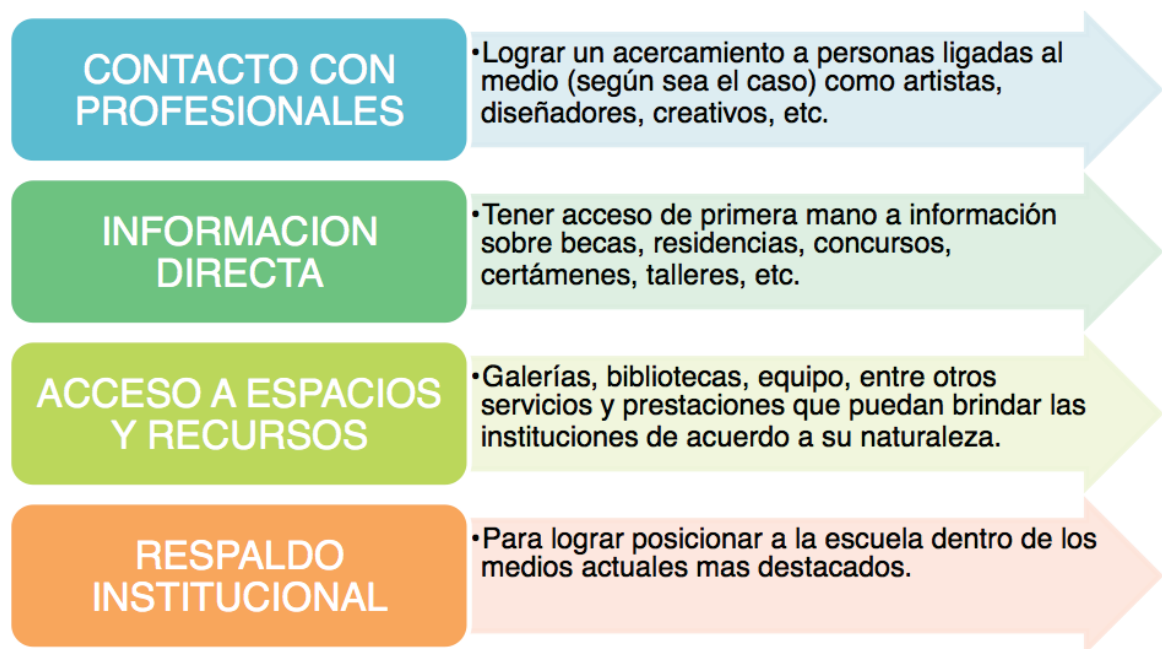 CONTACTO CON
PROFESIONALES
•Lograr un acercamiento a personas ligadas al
medio (según sea el caso) como artistas,
diseñadores, creativos, etc.
INFORMACION
DIRECTA
•Tener acceso de primera mano a información
sobre becas, residencias, concursos,
certámenes, talleres, etc.
ACCESO A ESPACIOS
Y RECURSOS
•Galerías, bibliotecas, equipo, entre otros
servicios y prestaciones que puedan brindar las
instituciones de acuerdo a su naturaleza.
RESPALDO
INSTITUCIONAL
•Para lograr posicionar a la escuela dentro de los
medios actuales mas destacados.